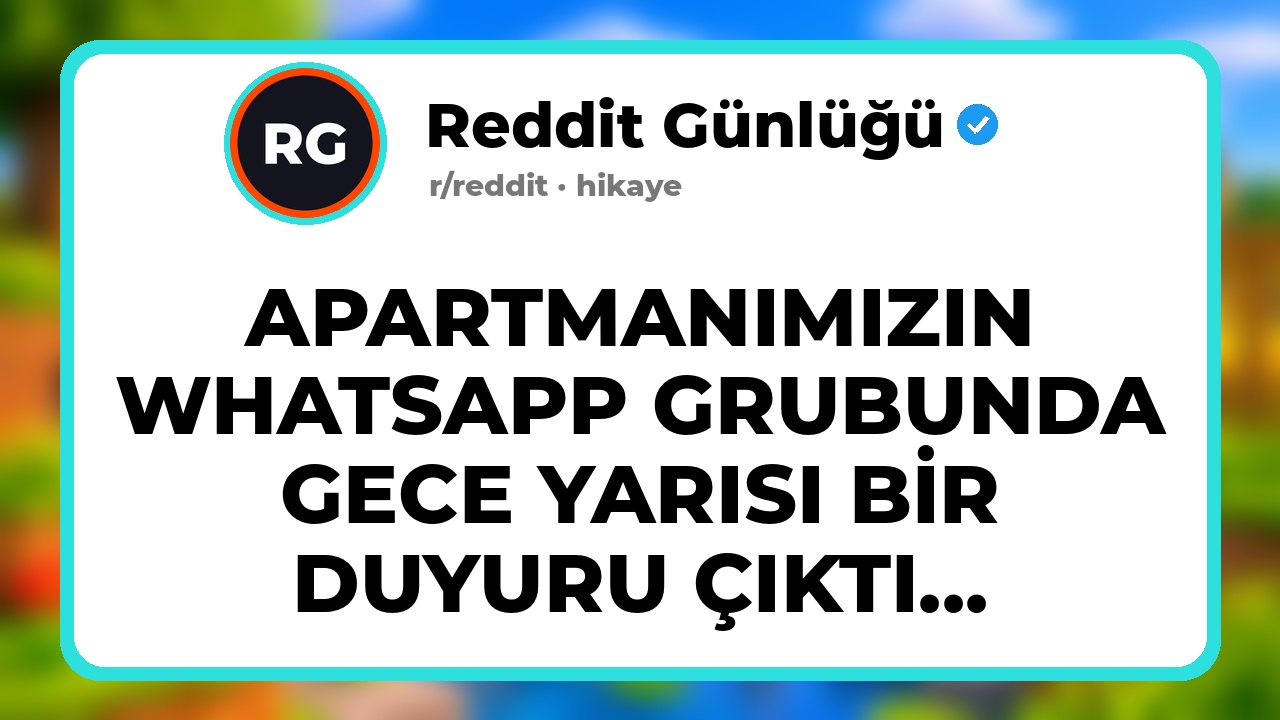 RG
Reddit Günlüğü
r/reddit • hikaye
APARTMANIMIZIN
WHATSAPP GRUBUNDA
GECE YARISI BİR
DUYURU ÇIKTI...